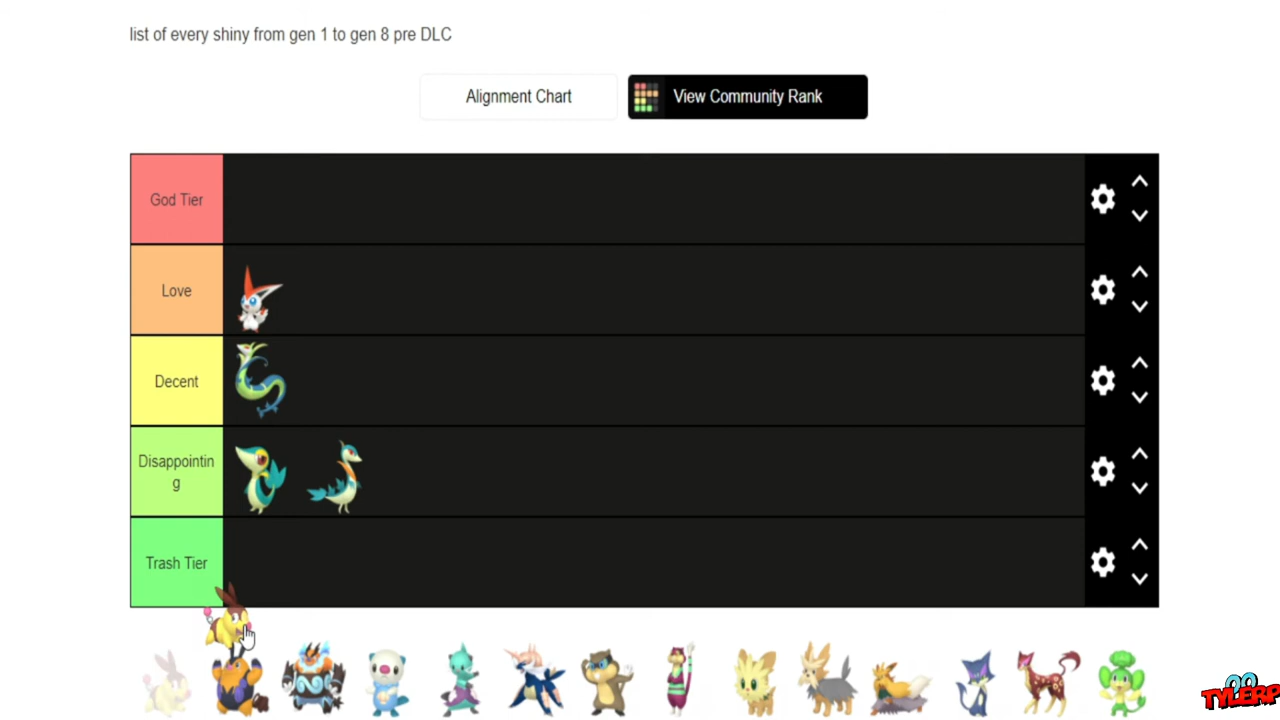 list of every shiny from gen 1 to gen 8 pre DLC
Alignment Chart
View Community Rank
God Tier
Love
Decent
Disappointin
g
Trash Tier
TYLERP